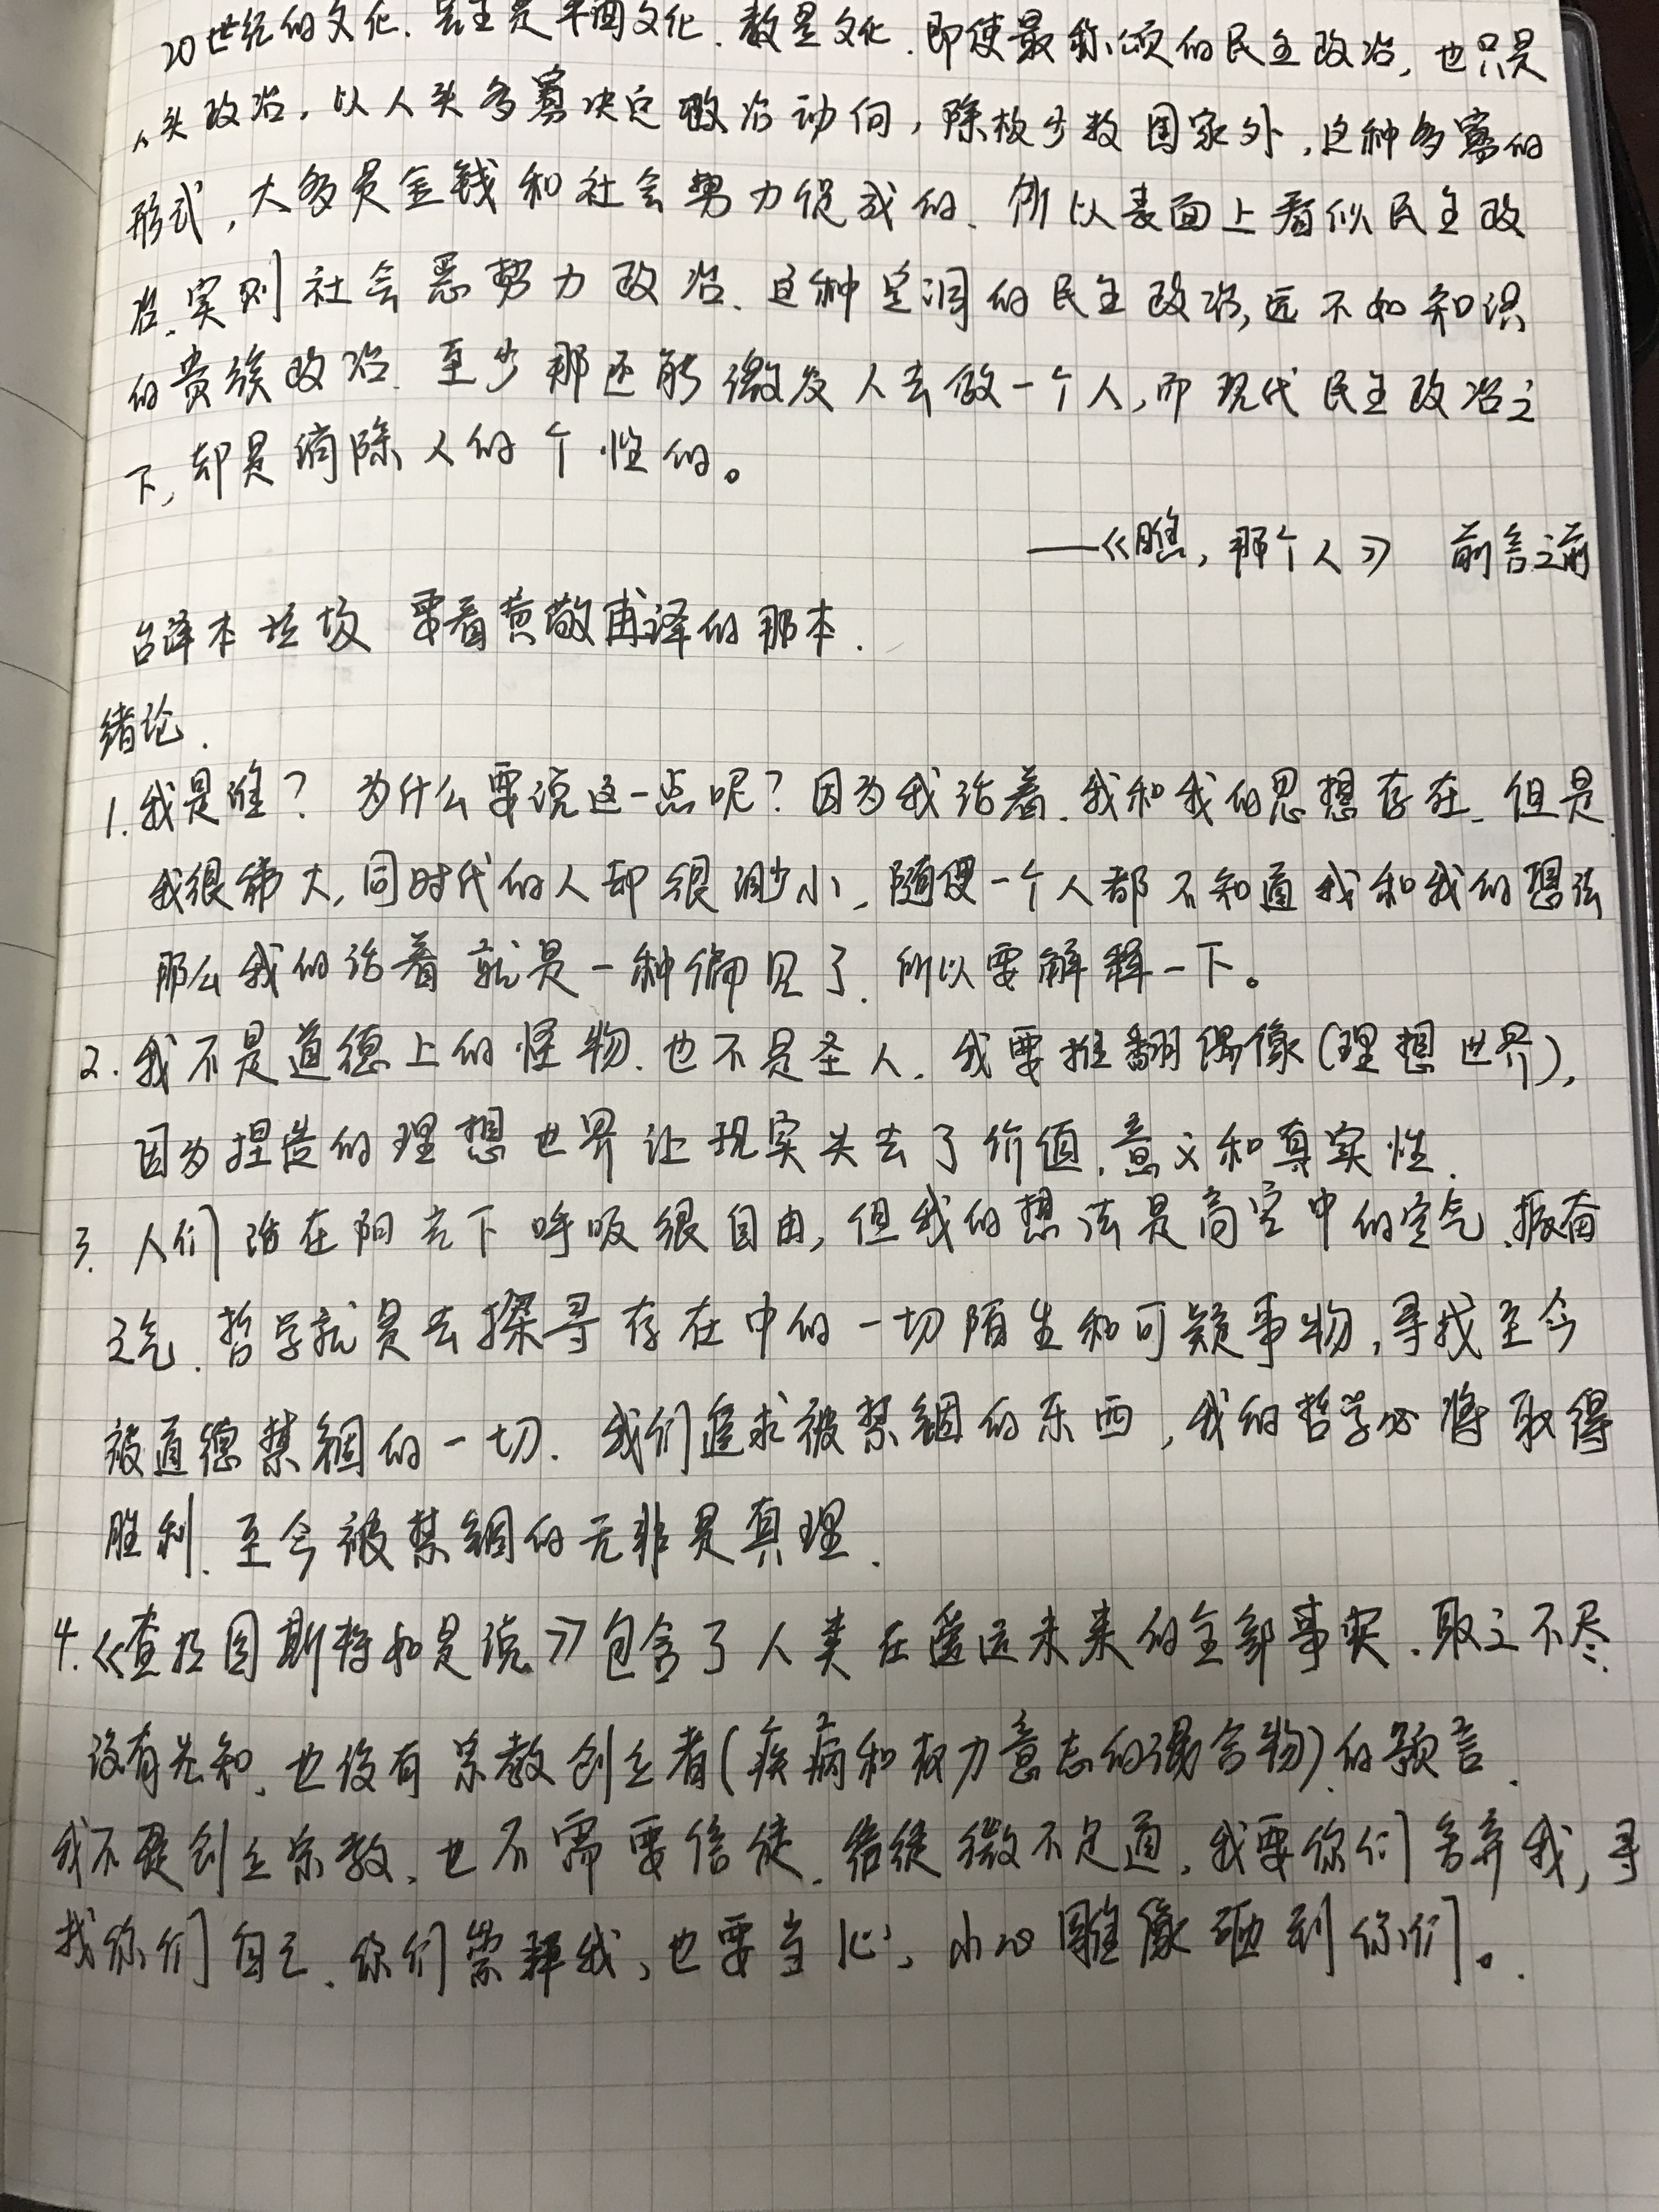 20世纪的文化.甚至是平面文化.数量文化.即使最称颂的民主政治,也只是
人头政治,以人头多寡决定政治动向,除极少数国家外,这种多寡的
形式,大多是金钱和社会势力促成的.所以表面上看似民主政
治.实则社会恶势力政治.这种空洞的民主政治,远不如知识
的贵族政治.至少那还能激发人去做一个人,而现代民主政治之
下,却是消除人的个性的。
——《瞧,那个人》 前言之前
台译本垃圾 要看黄敬甫译的那本.
绪论.
1.我是谁?为什么要说这一点呢?因为我活着.我和我的思想存在.但是
我很伟大,同时代的人却很渺小,随便一个人都不知道我和我的想法
那么我的活着就是一种偏见了.所以要解释一下。
2.我不是道德上的怪物.也不是圣人.我要推翻偶像(理想世界),
因为捏造的理想世界让现实失去了价值.意义和真实性.
3.人们活在阳光下呼吸很自由,但我的想法是高空中的空气.振奋
之气.哲学就是去探寻存在中的一切陌生和可疑事物,寻找至今
被道德禁锢的一切.我们追求被禁锢的东西,我的哲学必将取得
胜利.至今被禁锢的无非是真理.
4.《查拉图斯特如是说》包含了人类在遥远未来的全部事实.取之不尽.
没有先知.也没有宗教创立者(疾病和权力意志的混合物)的预言.
我不是创立宗教.也不需要信徒.信徒微不足道.我要你们舍弃我,寻
找你们自己.你们崇拜我,也要当心,小心雕像砸到你们。